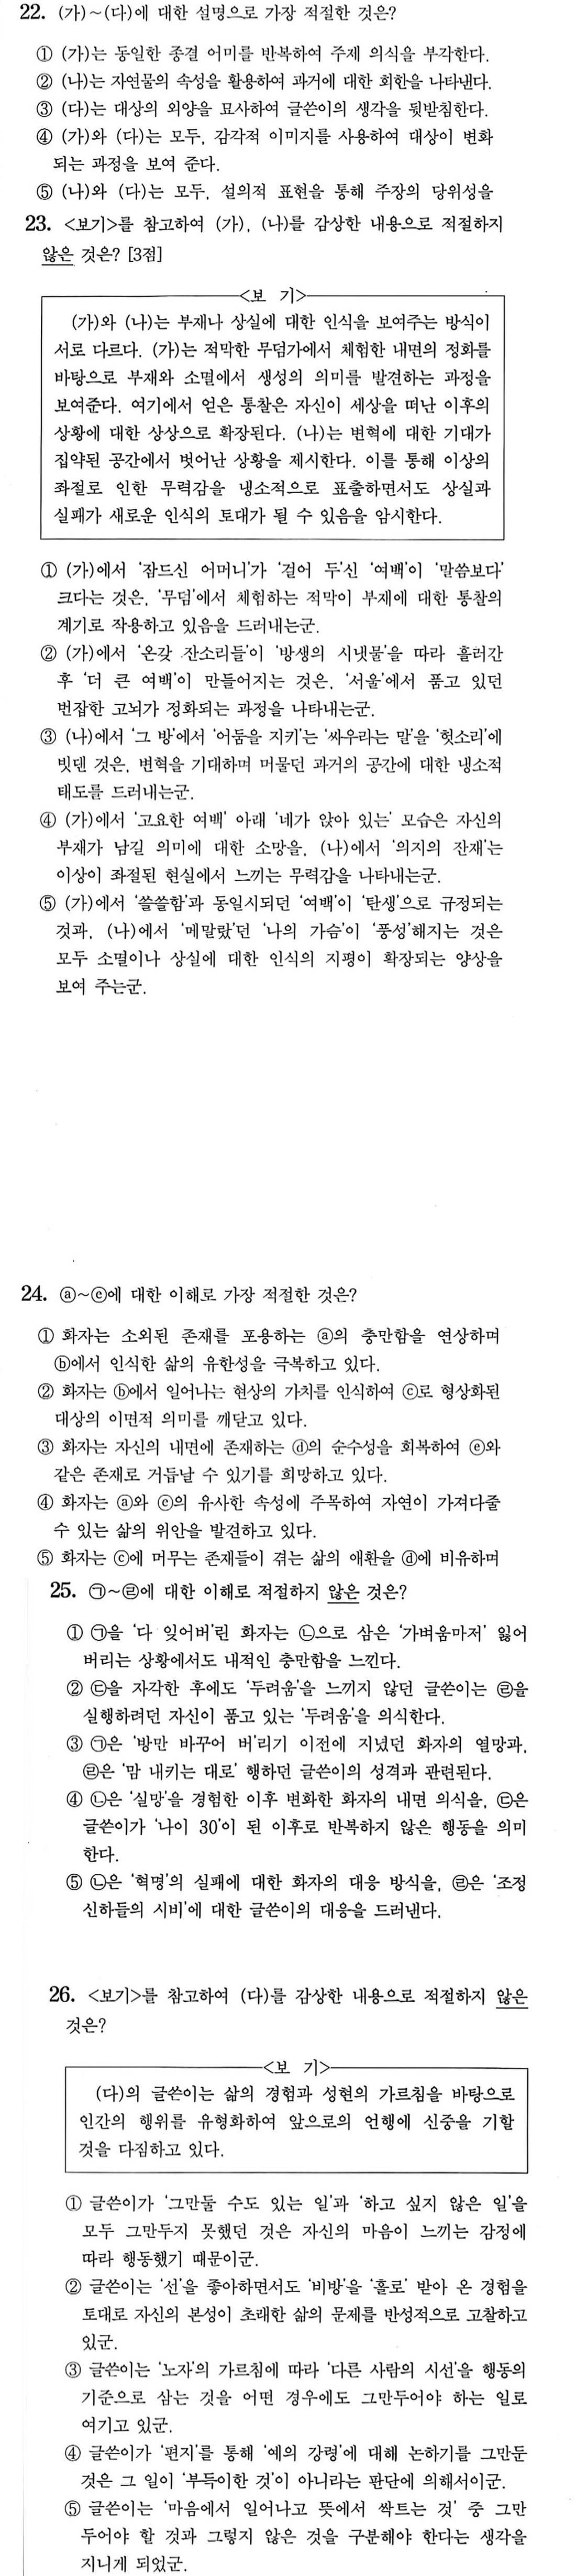 22. (가)~(다)에 대한 설명으로 가장 적절한 것은?
① (가)는 동일한 종결 어미를 반복하여 주제 의식을 부각한다.
② (나)는 자연물의 속성을 활용하여 과거에 대한 회한을 나타낸다.
③ (다)는 대상의 외양을 묘사하여 글쓴이의 생각을 뒷받침한다.
④ (가)와 (다)는 모두, 감각적 이미지를 사용하여 대상이 변화
되는 과정을 보여 준다.
⑤ (나)와 (다)는 모두, 설의적 표현을 통해 주장의 당위성을
23. <보기>를 참고하여 (가), (나)를 감상한 내용으로 적절하지
않은 것은? [3점]
<보 기>
(가)와 (나)는 부재나 상실에 대한 인식을 보여주는 방식이
서로 다르다. (가)는 적막한 무덤가에서 체험한 내면의 정화를
바탕으로 부재와 소멸에서 생성의 의미를 발견하는 과정을
보여준다. 여기에서 얻은 통찰은 자신이 세상을 떠난 이후의
상황에 대한 상상으로 확장된다. (나)는 변혁에 대한 기대가
집약된 공간에서 벗어난 상황을 제시한다. 이를 통해 이상의
좌절로 인한 무력감을 냉소적으로 표출하면서도 상실과
실패가 새로운 인식의 토대가 될 수 있음을 암시한다.
① (가)에서 '잠드신 어머니'가 '걸어 두'신 '여백'이 '말씀보다'
크다는 것은, '무덤'에서 체험하는 적막이 부재에 대한 통찰의
계기로 작용하고 있음을 드러내는군.
② (가)에서 '온갖 잔소리들'이 '방생의 시냇물'을 따라 흘러간
후 '더 큰 여백'이 만들어지는 것은, '서울'에서 품고 있던
번잡한 고뇌가 정화되는 과정을 나타내는군.
③ (나)에서 '그 방'에서 '어둠을 지키'는 '싸우라는 말'을 '헛소리'에
빗댄 것은, 변혁을 기대하며 머물던 과거의 공간에 대한 냉소적
태도를 드러내는군.
④ (가)에서 '고요한 여백' 아래 '네가 앉아 있는' 모습은 자신의
부재가 남길 의미에 대한 소망을, (나)에서 '의지의 잔재'는
이상이 좌절된 현실에서 느끼는 무력감을 나타내는군.
⑤ (가)에서 '쓸쓸함'과 동일시되던 '여백'이 '탄생'으로 규정되는
것과, (나)에서 '메말랐'던 '나의 가슴'이 '풍성'해지는 것은
모두 소멸이나 상실에 대한 인식의 지평이 확장되는 양상을
보여 주는군.
24. ⓐ~ⓔ에 대한 이해로 가장 적절한 것은?
① 화자는 소외된 존재를 포용하는 ⓐ의 충만함을 연상하며
ⓑ에서 인식한 삶의 유한성을 극복하고 있다.
② 화자는 ⓑ에서 일어나는 현상의 가치를 인식하여 ⓒ로 형상화된
대상의 이면적 의미를 깨닫고 있다.
③ 화자는 자신의 내면에 존재하는 ⓓ의 순수성을 회복하여 ⓔ와
같은 존재로 거듭날 수 있기를 희망하고 있다.
④ 화자는 ⓐ와 ⓒ의 유사한 속성에 주목하여 자연이 가져다줄
수 있는 삶의 위안을 발견하고 있다.
⑤ 화자는 ⓒ에 머무는 존재들이 겪는 삶의 애환을 ⓓ에 비유하며
25. ㉠~㉣에 대한 이해로 적절하지 않은 것은?
① ㉠을 '다 잊어버'린 화자는 ㉡으로 삼은 '가벼움마저' 잃어
버리는 상황에서도 내적인 충만함을 느낀다.
② ㉢을 자각한 후에도 '두려움'을 느끼지 않던 글쓴이는 ㉣을
실행하려던 자신이 품고 있는 '두려움'을 의식한다.
③ ㉠은 '방만 바꾸어 버'리기 이전에 지녔던 화자의 열망과,
㉣은 '맘 내키는 대로' 행하던 글쓴이의 성격과 관련된다.
④ ㉡은 '실망'을 경험한 이후 변화한 화자의 내면 의식을, ㉢은
글쓴이가 '나이 30'이 된 이후로 반복하지 않은 행동을 의미
한다.
⑤ ㉡은 '혁명'의 실패에 대한 화자의 대응 방식을, ㉣은 '조정
신하들의 시비'에 대한 글쓴이의 대응을 드러낸다.
26. <보기>를 참고하여 (다)를 감상한 내용으로 적절하지 않은
것은?
<보 기>
(다)의 글쓴이는 삶의 경험과 성현의 가르침을 바탕으로
인간의 행위를 유형화하여 앞으로의 언행에 신중을 기할
것을 다짐하고 있다.
① 글쓴이가 '그만둘 수도 있는 일'과 '하고 싶지 않은 일'을
모두 그만두지 못했던 것은 자신의 마음이 느끼는 감정에
따라 행동했기 때문이군.
② 글쓴이는 '선'을 좋아하면서도 '비방'을 '홀로' 받아 온 경험을
토대로 자신의 본성이 초래한 삶의 문제를 반성적으로 고찰하고
있군.
③ 글쓴이는 '노자'의 가르침에 따라 '다른 사람의 시선'을 행동의
기준으로 삼는 것을 어떤 경우에도 그만두어야 하는 일로
여기고 있군.
④ 글쓴이가 '편지'를 통해 '예의 강령'에 대해 논하기를 그만둔
것은 그 일이 '부득이한 것'이 아니라는 판단에 의해서이군.
⑤ 글쓴이는 '마음에서 일어나고 뜻에서 싹트는 것' 중 그만
두어야 할 것과 그렇지 않은 것을 구분해야 한다는 생각을
지니게 되었군.